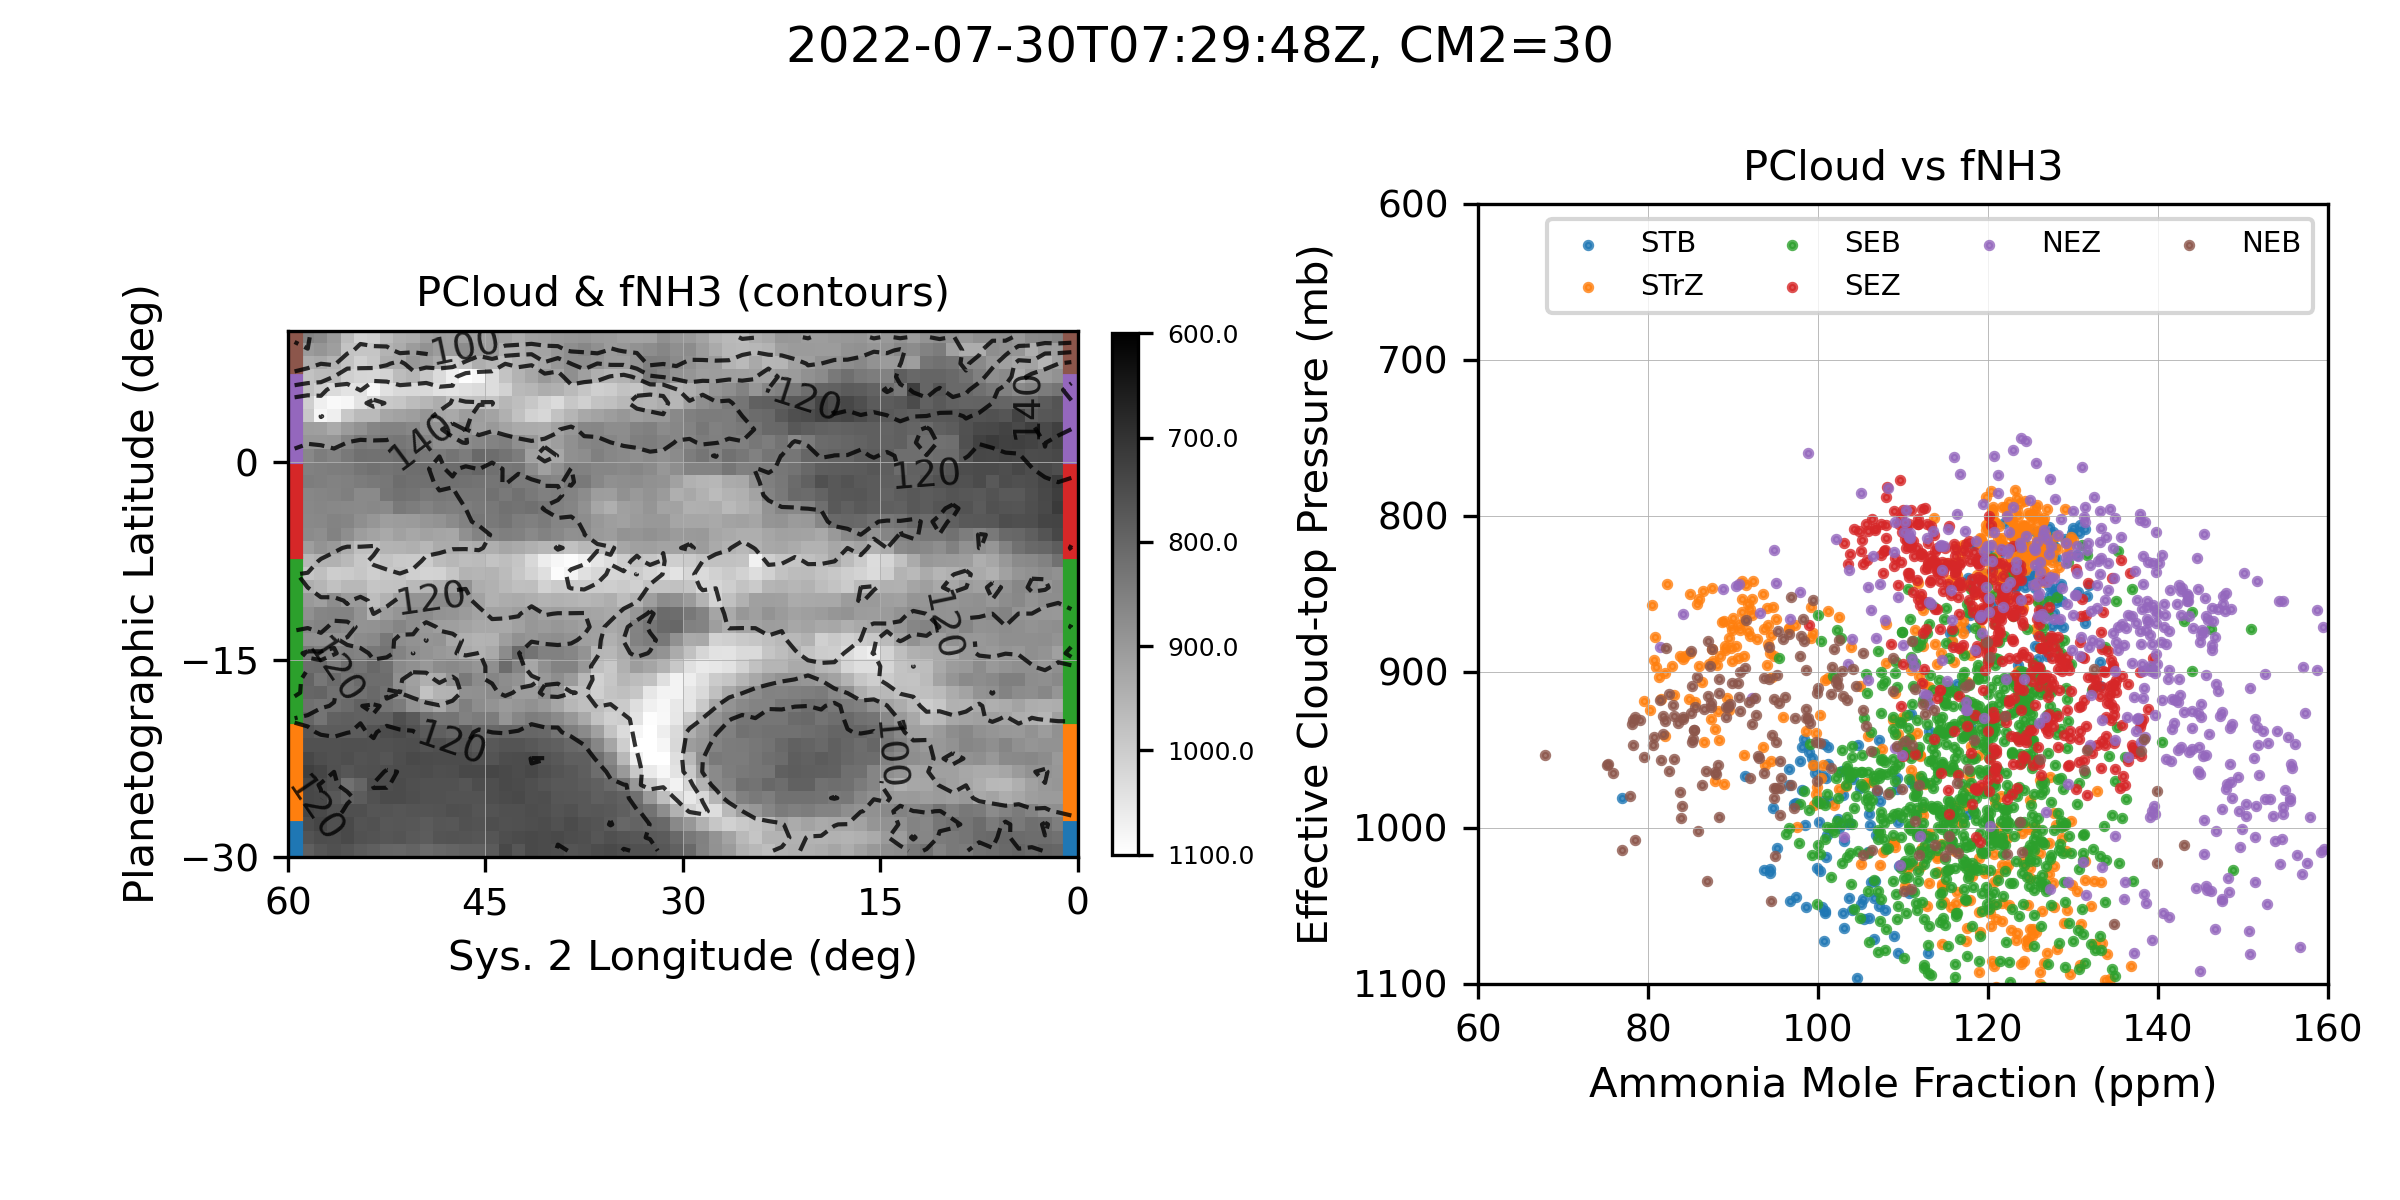 2022-07-30T07:29:48Z, CM2=30
PCloud & fNH3 (contours)
Planetographic Latitude (deg)
0
−15
−30
60
45
30
15
0
Sys. 2 Longitude (deg)
100
120
140
140
120
120
120
120
120
100
120
600.0
700.0
800.0
900.0
1000.0
1100.0
PCloud vs fNH3
Effective Cloud-top Pressure (mb)
600
700
800
900
1000
1100
STB
SEB
NEZ
NEB
STrZ
SEZ
60
80
100
120
140
160
Ammonia Mole Fraction (ppm)